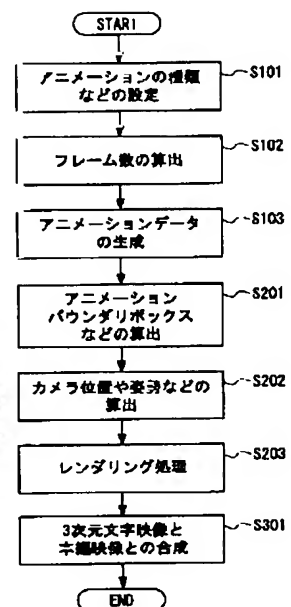 START
アニメーションの種類
などの設定
S101
フレーム数の算出
S102
アニメーションデータ
の生成
S103
アニメーション
バウンダリボックス
などの算出
S201
カメラ位置や姿勢などの
算出
S202
レンダリング処理
S203
3次元文字映像と
本編映像との合成
S301
END